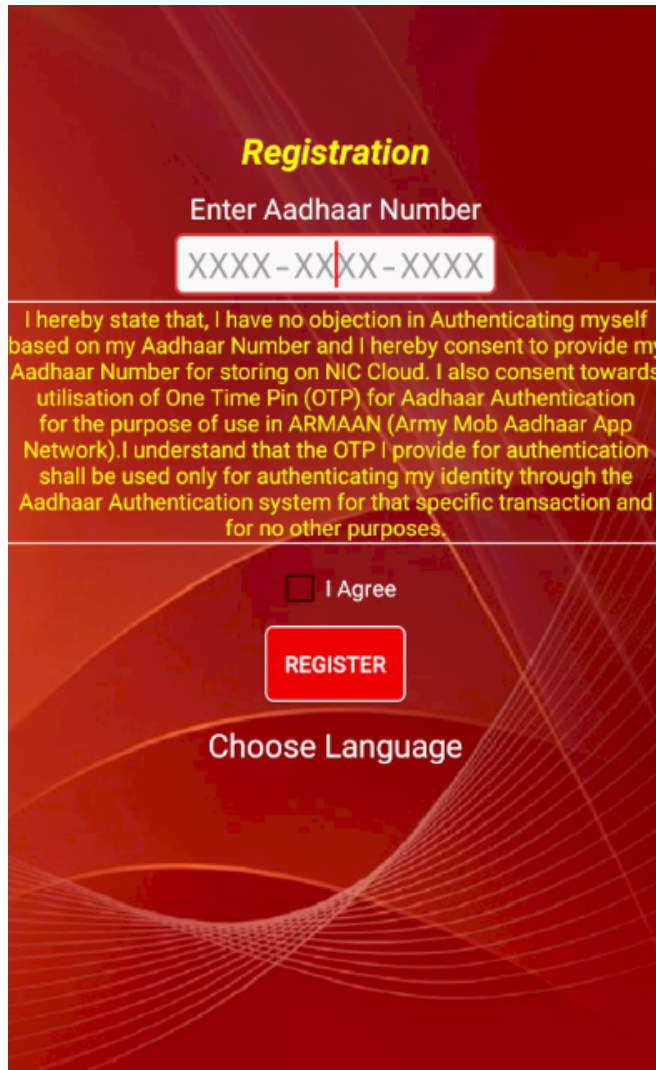 Registration
Enter Aadhaar Number
XXXX-XXXX-XXXX
I hereby state that, I have no objection in Authenticating myself
based on my Aadhaar Number and I hereby consent to provide my
Aadhaar Number for storing on NIC Cloud. I also consent towards
utilisation of One Time Pin (OTP) for Aadhaar Authentication
for the purpose of use in ARMAAN (Army Mob Aadhaar App
Network).I understand that the OTP I provide for authentication
shall be used only for authenticating my identity through the
Aadhaar Authentication system for that specific transaction and
for no other purposes.
I Agree
REGISTER
Choose Language